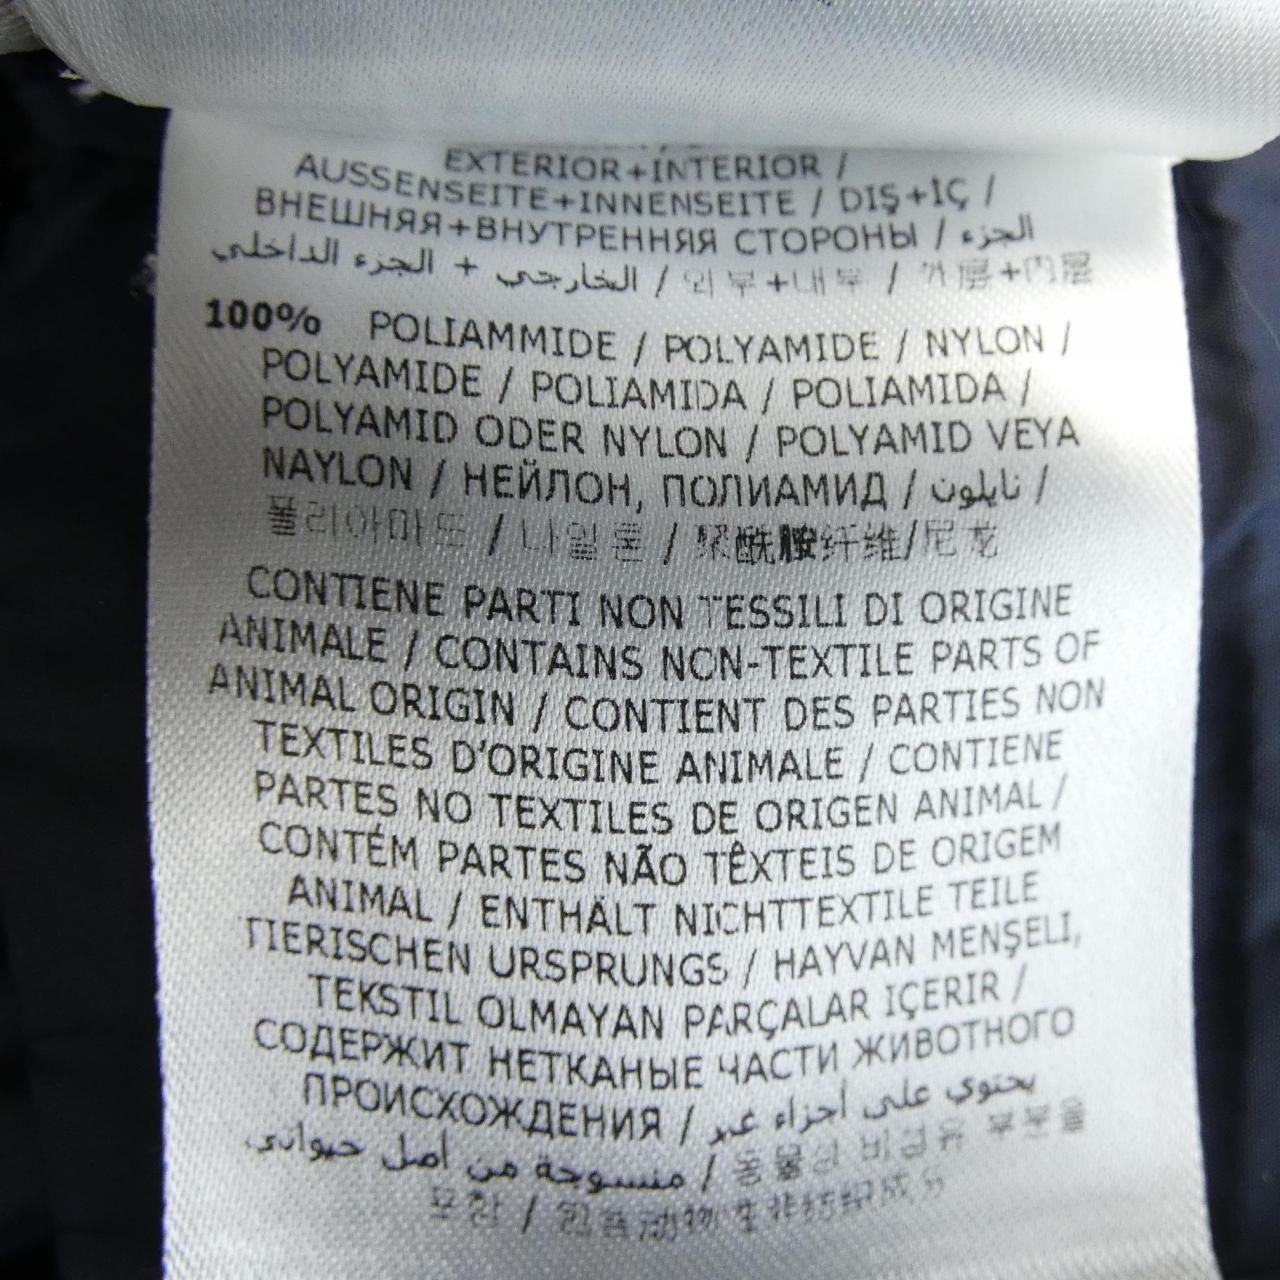 EXTERIOR+INTERIOR /
AUSSENSEITE+INNENSEITE / DIŞ+İÇ /
ВНЕШНЯЯ+ВНУТРЕННЯЯ СТОРОНЫ / الجزء
الخارجي + الجزء الداخلي / 외부+내부 / 外层+内层
100% POLIAMMIDE / POLYAMIDE / NYLON /
POLYAMIDE / POLIAMIDA / POLIAMIDA /
POLYAMID ODER NYLON / POLYAMID VEYA
NAYLON / НЕЙЛОН, ПОЛИАМИД / نايلون /
폴리아마드 / 나일론 / 聚酰胺纤维/尼龙
CONTIENE PARTI NON TESSILI DI ORIGINE
ANIMALE / CONTAINS NON-TEXTILE PARTS OF
ANIMAL ORIGIN / CONTIENT DES PARTIES NON
TEXTILES D'ORIGINE ANIMALE / CONTIENE
PARTES NO TEXTILES DE ORIGEN ANIMAL /
CONTÉM PARTES NÃO TÊXTEIS DE ORIGEM
ANIMAL / ENTHÄLT NICHTTEXTILE TEILE
TIERISCHEN URSPRUNGS / HAYVAN MENŞELI,
TEKSTIL OLMAYAN PARÇALAR IÇERIR /
СОДЕРЖИТ НЕТКАНЫЕ ЧАСТИ ЖИВОТНОГО
ПРОИСХОЖДЕНИЯ / يحتوي على أجزاء غير
منسوجة من أصل حيواني / 동물성 비섬유 부분을
포함 / 包含动物性非纺织成分